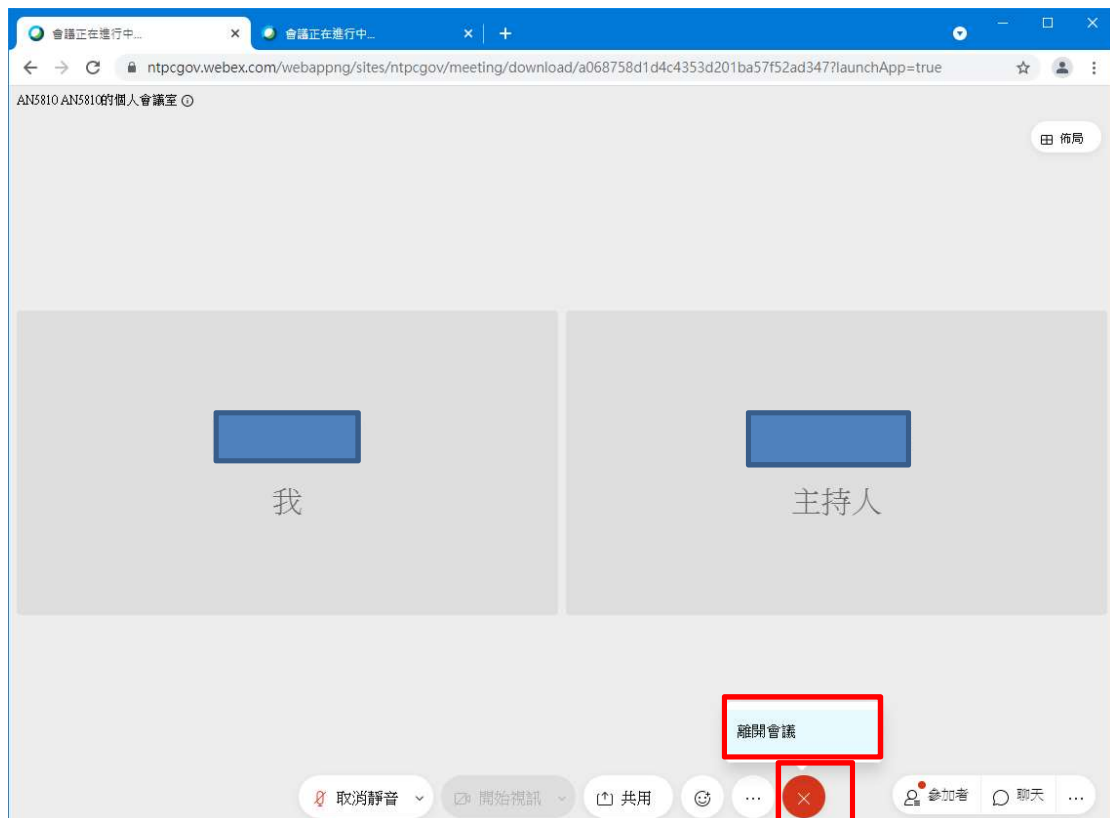 會議正在進行中...
會議正在進行中...
ntpcgov.webex.com/webappng/sites/ntpcgov/meeting/download/a068758d1d4c4353d201ba57f52ad347?launchApp=true
AN5810 AN5810的個人會議室
佈局
我
主持人
離開會議
取消靜音
開始視訊
共用
參加者
聊天